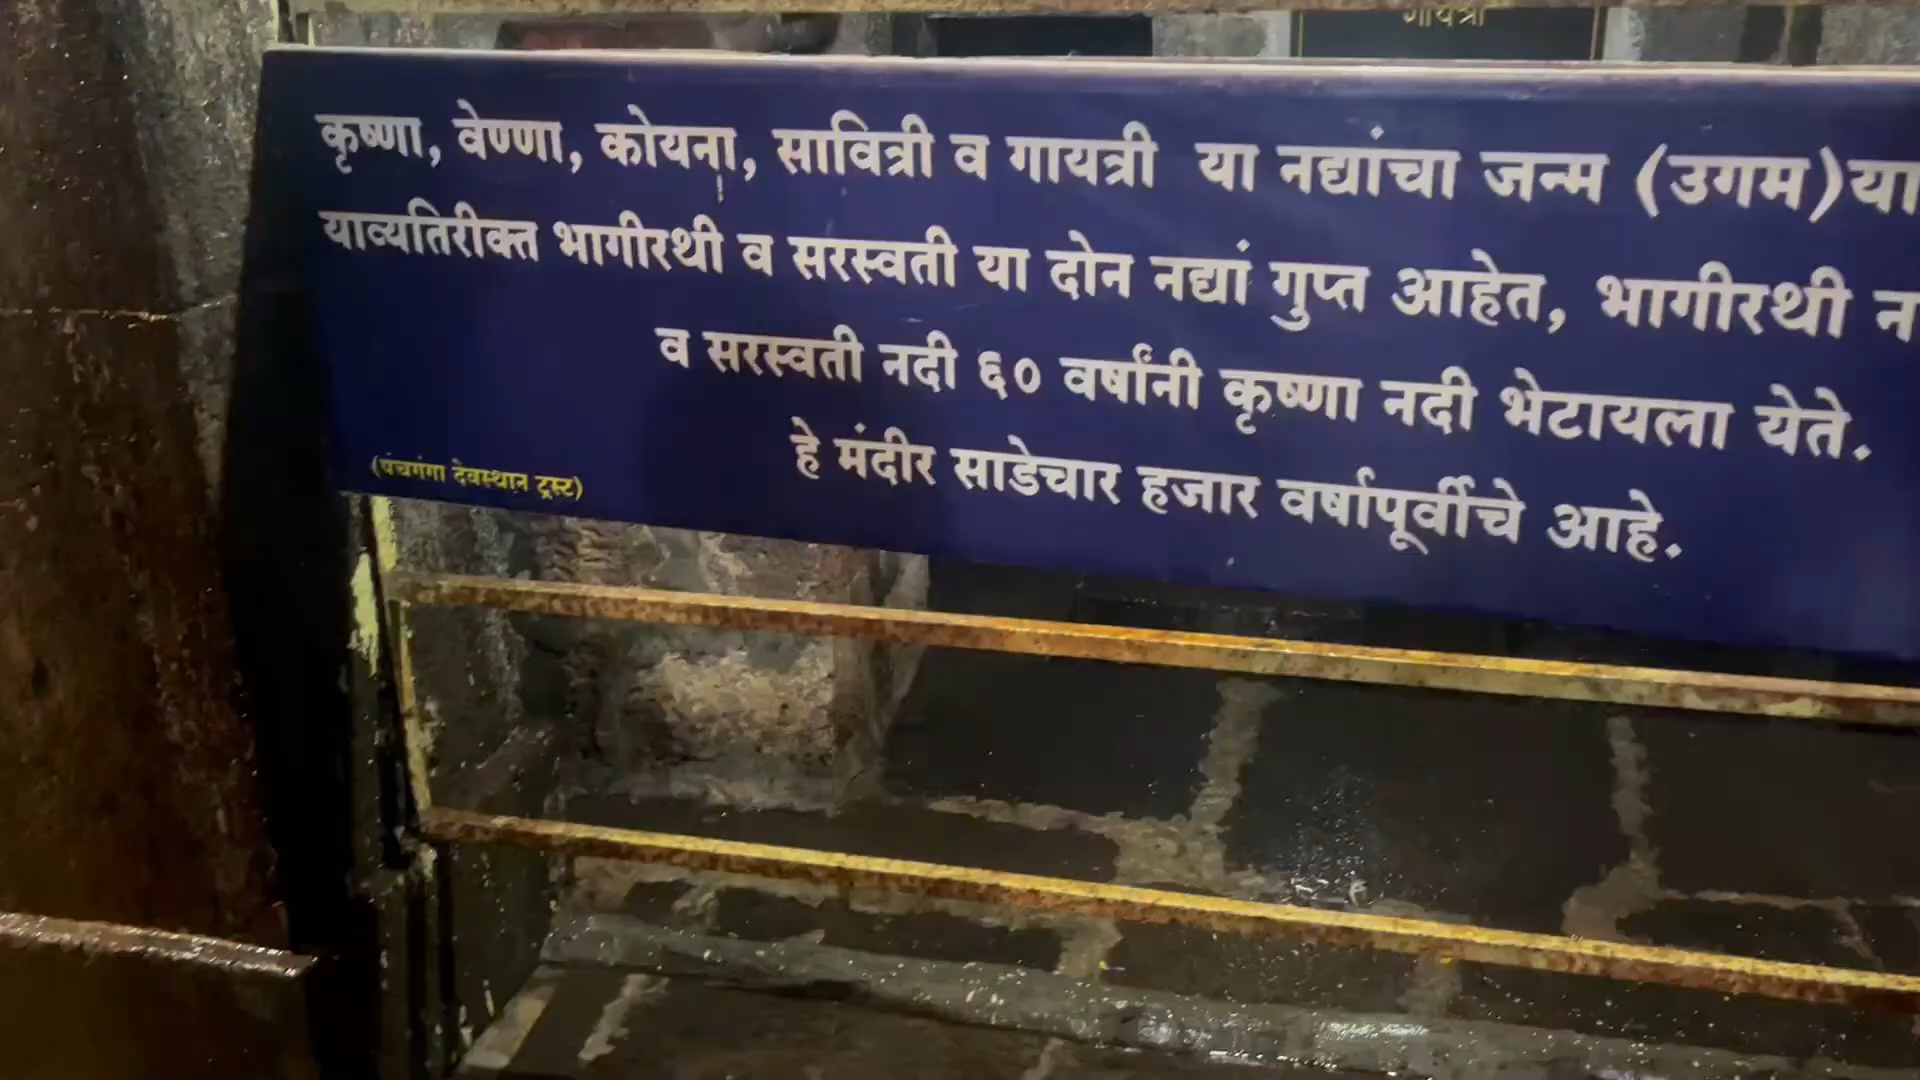 गायत्री
कृष्णा, वेण्णा, कोयना, सावित्री व गायत्री या नद्यांचा जन्म (उगम)या
याव्यतिरीक्त भागीरथी व सरस्वती या दोन नद्यां गुप्त आहेत, भागीरथी न
व सरस्वती नदी ६० वर्षांनी कृष्णा नदी भेटायला येते.
हे मंदीर साडेचार हजार वर्षापूर्वीचे आहे.
(पंचगंगा देवस्थान ट्रस्ट)